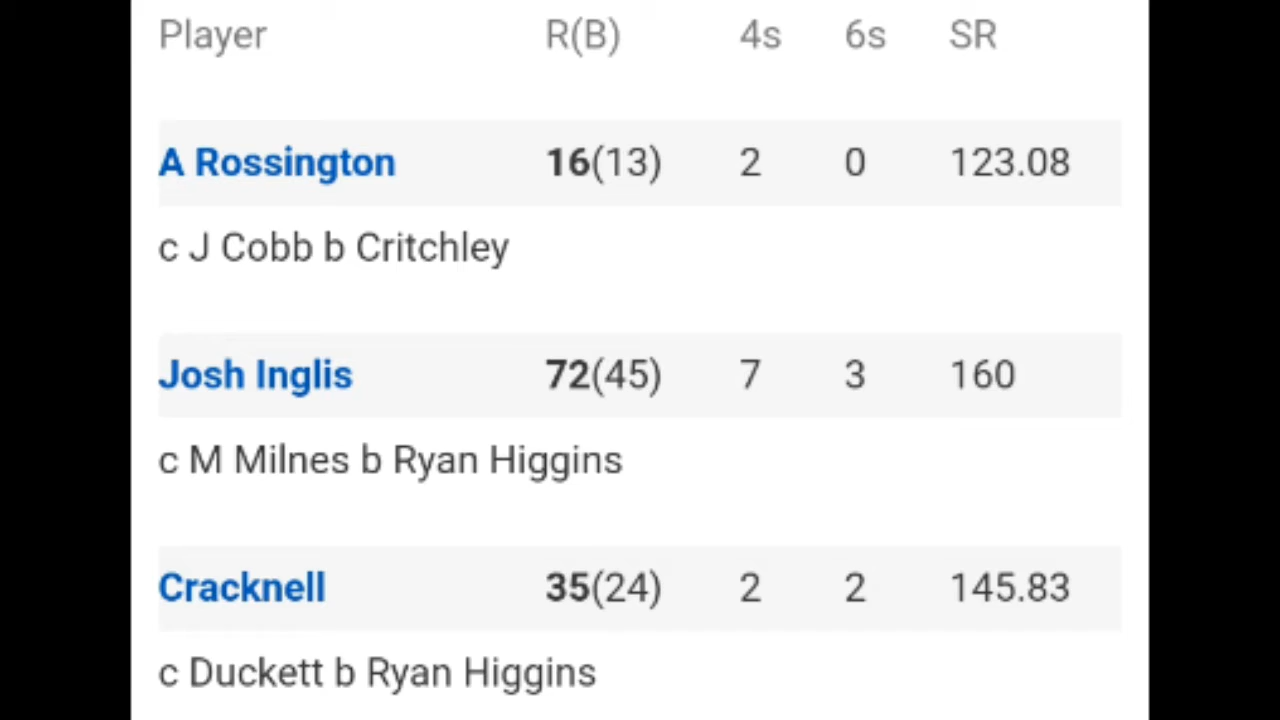 Player R(B) 4s 6s SR
A Rossington 16(13) 2 0 123.08
c J Cobb b Critchley
Josh Inglis 72(45) 7 3 160
c M Milnes b Ryan Higgins
Cracknell 35(24) 2 2 145.83
c Duckett b Ryan Higgins